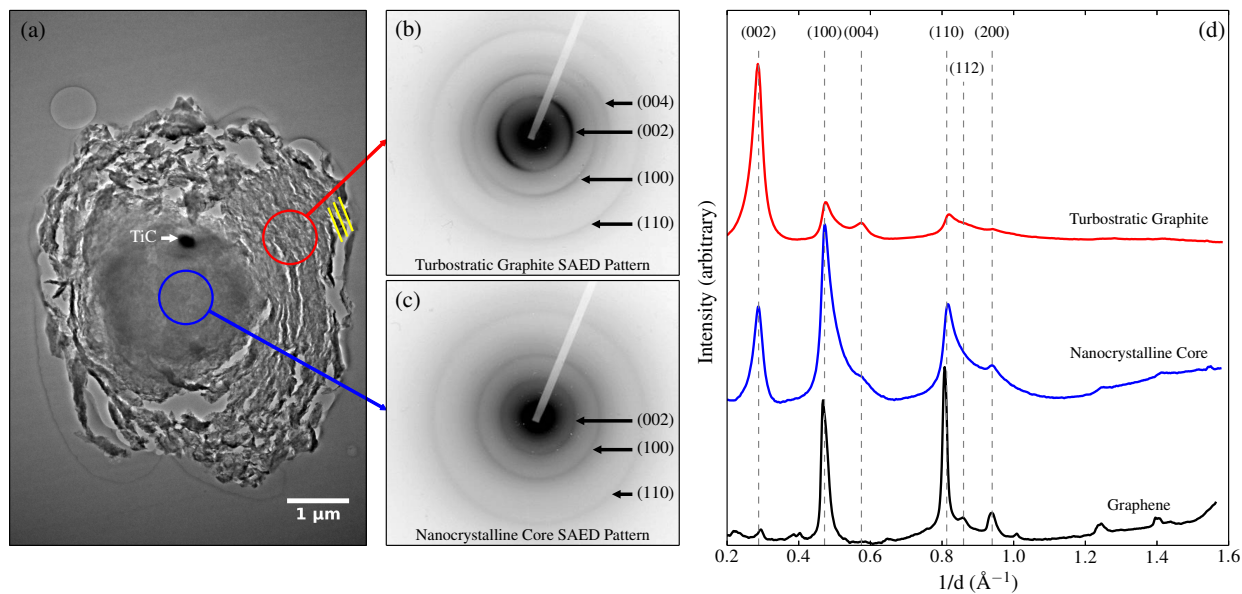 (a)
TiC
1 μm
(b)
(004)
(002)
(100)
(110)
Turbostratic Graphite SAED Pattern
(c)
(002)
(100)
(110)
Nanocrystalline Core SAED Pattern
(d)
(002) (100) (004) (110) (200)
(112)
Turbostratic Graphite
Nanocrystalline Core
Graphene
Intensity (arbitrary)
0.2 0.4 0.6 0.8 1.0 1.2 1.4 1.6
1/d (Å⁻¹)